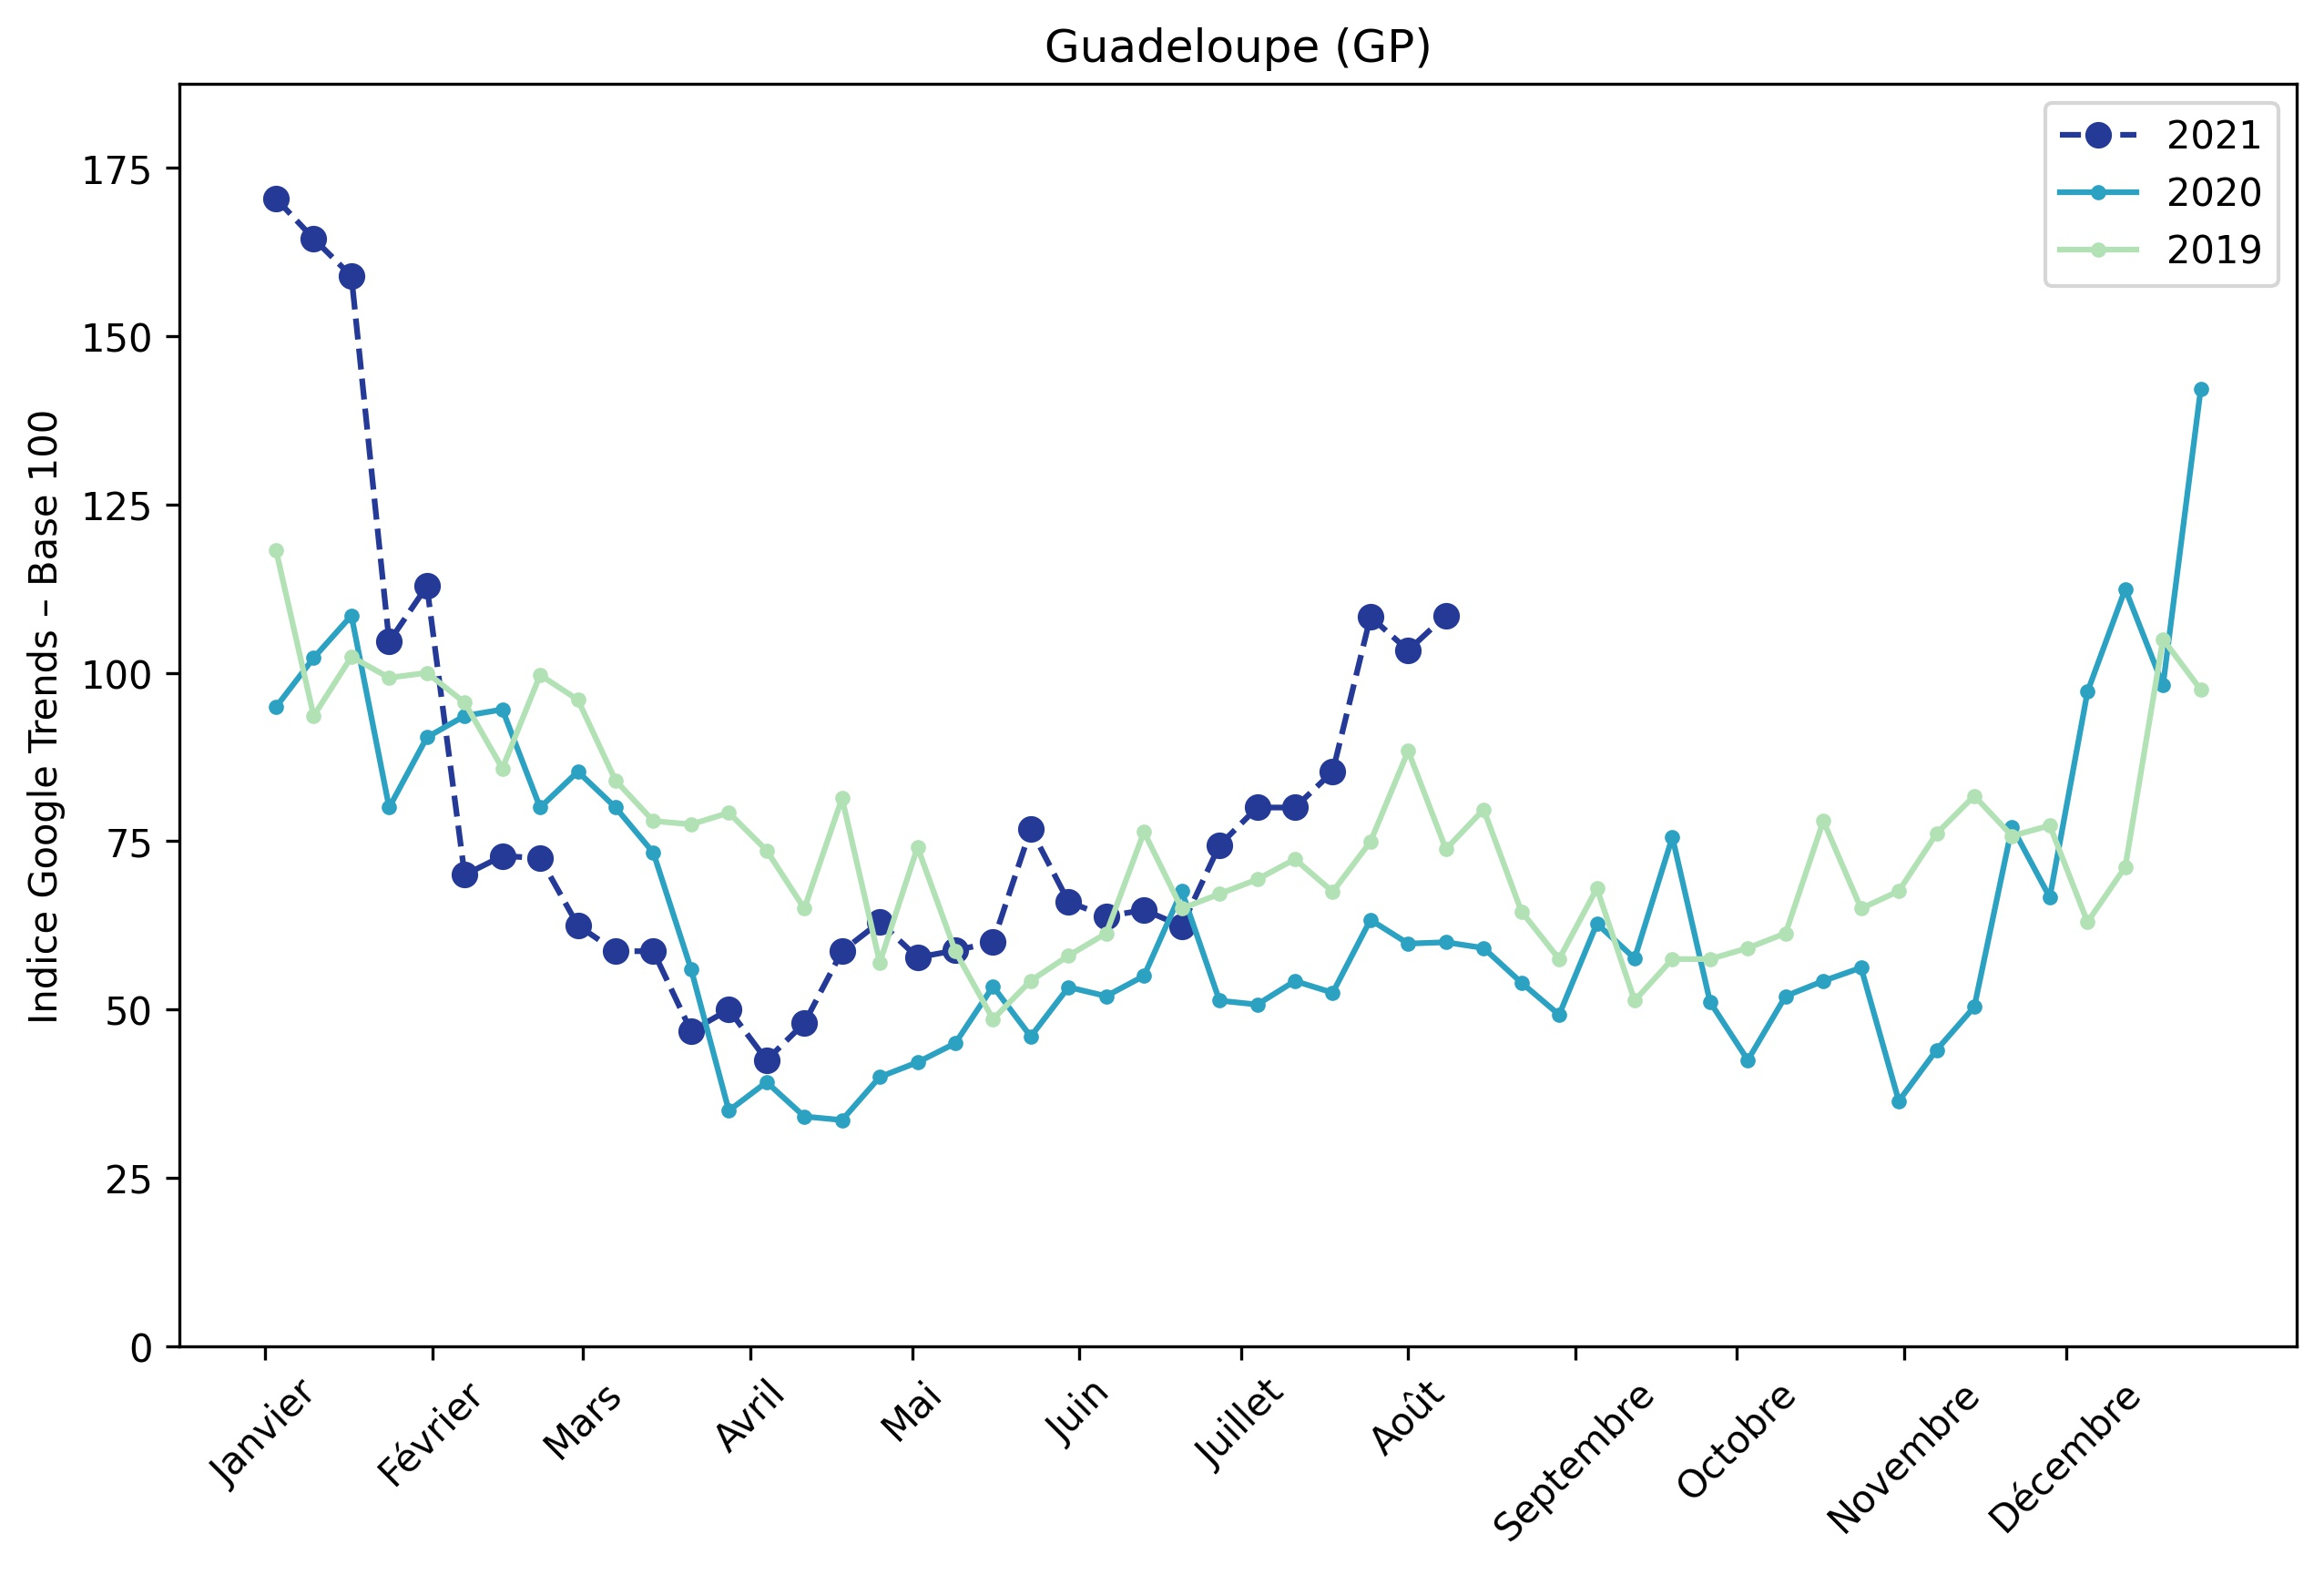 Guadeloupe (GP)
2021
2020
2019
Indice Google Trends – Base 100
175
150
125
100
75
50
25
0
Janvier
Février
Mars
Avril
Mai
Juin
Juillet
Août
Septembre
Octobre
Novembre
Décembre